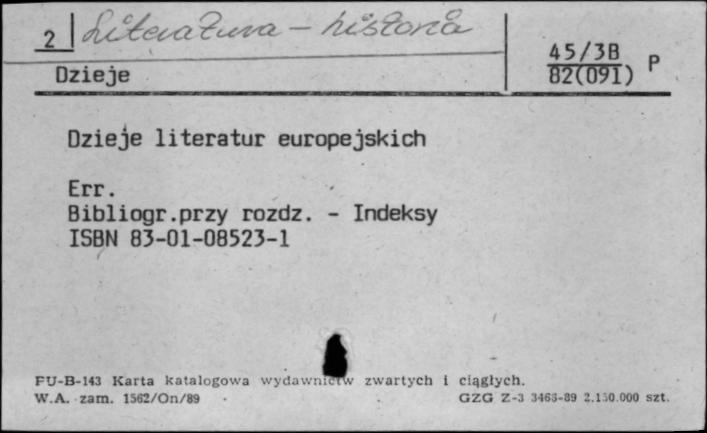 2 Literatura - historia
45/3B P
Dzieje 82(091)
Dzieje literatur europejskich
Err.
Bibliogr.przy rozdz. - Indeksy
ISBN 83-01-08523-1
PU-B-143 Karta katalogowa wydawnictw zwartych i ciągłych.
W.A. zam. 1562/On/89 GZG Z-3 3463-89 2.150.000 szt.